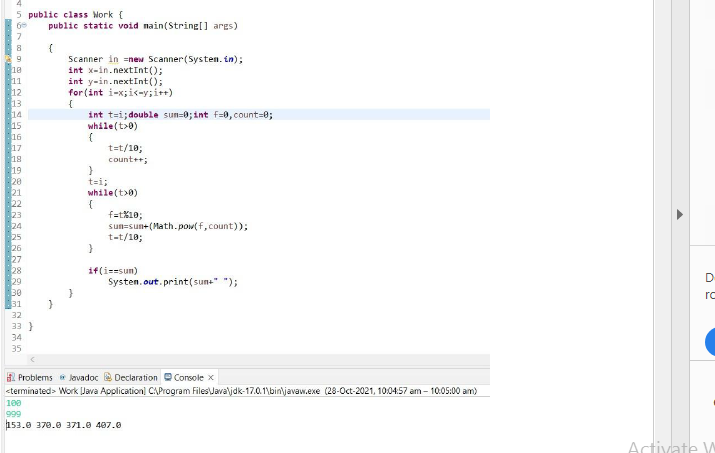 4
5 public class Work {
6 public static void main(String[] args)
7
8 {
9 Scanner in =new Scanner(System.in);
10 int x=in.nextInt();
11 int y=in.nextInt();
12 for(int i=x;i<=y;i++)
13 {
14 int t=i;double sum=0;int f=0,count=0;
15 while(t>0)
16 {
17 t=t/10;
18 count++;
19 }
20 t=i;
21 while(t>0)
22 {
23 f=t%10;
24 sum=sum+(Math.pow(f,count));
25 t=t/10;
26 }
27
28 if(i==sum)
29 System.out.print(sum+" ");
30 }
31 }
32
33 }
34
35
Problems Javadoc Declaration Console
<terminated> Work [Java Application] C:\Program Files\Java\jdk-17.0.1\bin\javaw.exe (28-Oct-2021, 10:04:57 am – 10:05:00 am)
100
999
153.0 370.0 371.0 407.0
Activate W